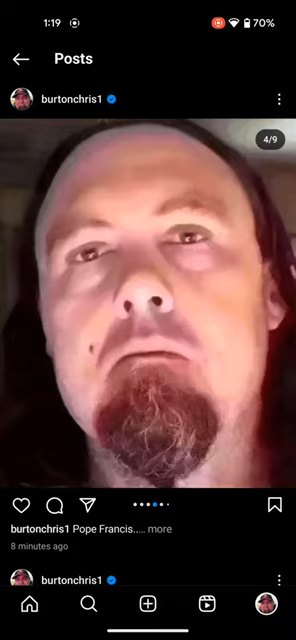 1:19 70%
Posts
burtonchris1
4/9
burtonchris1 Pope Francis..... more
8 minutes ago
burtonchris1